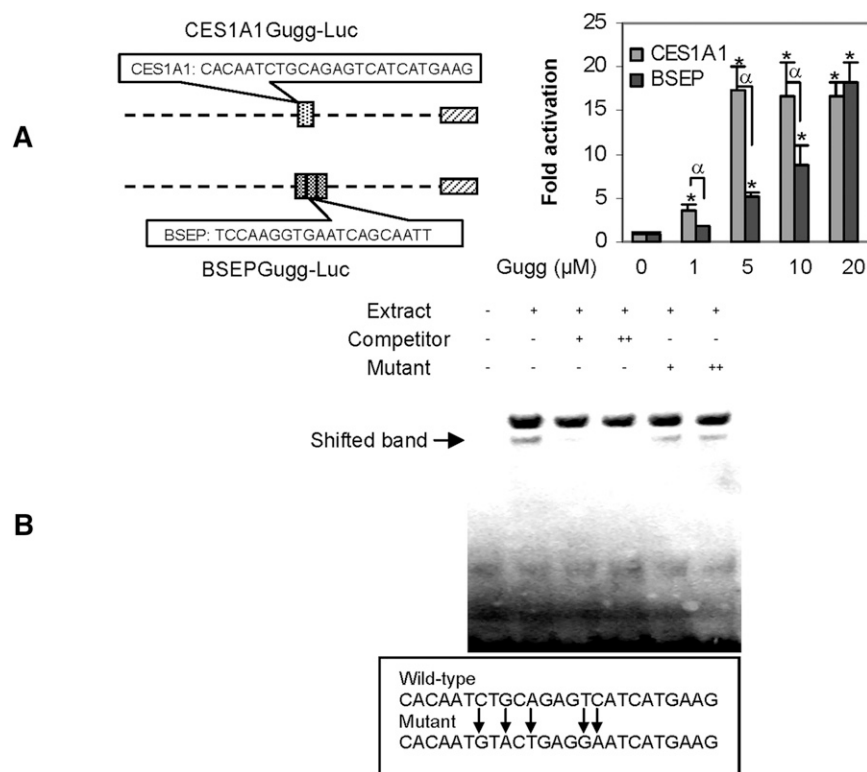 A
CES1A1Gugg-Luc
CES1A1: CACAATCTGCAGAGTCATCATGAAG
BSEP: TCCAAGGTGAATCAGCAATT
BSEPGugg-Luc
Fold activation
25
20
15
10
5
0
CES1A1
BSEP
* * * * * * * *
α α α
Gugg (µM) 0 1 5 10 20
B
Extract - + + + + +
Competitor - - + ++ - -
Mutant - - - - + ++
Shifted band
Wild-type
CACAATCTGCAGAGTCATCATGAAG
Mutant
CACAATGTACTGAGGAATCATGAAG